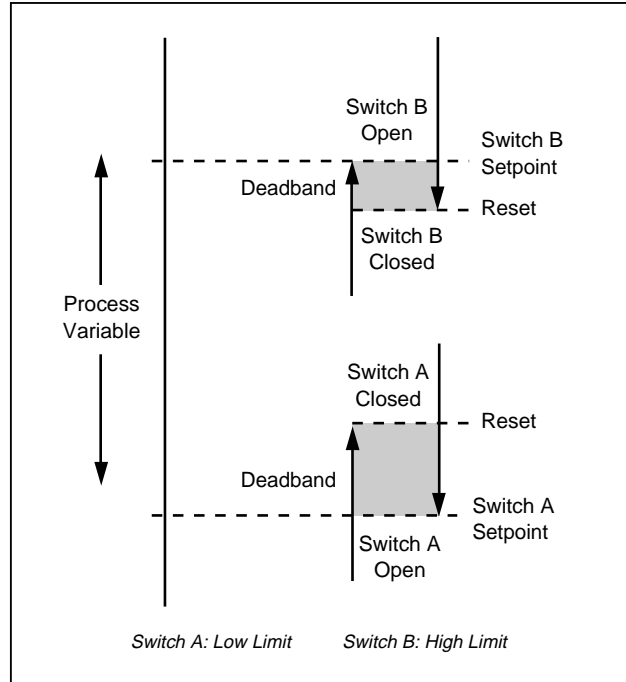 Switch B
Open
Switch B
Setpoint
Deadband
Reset
Switch B
Closed
Process
Variable
Switch A
Closed
Reset
Deadband
Switch A
Setpoint
Switch A
Open
Switch A: Low Limit
Switch B: High Limit